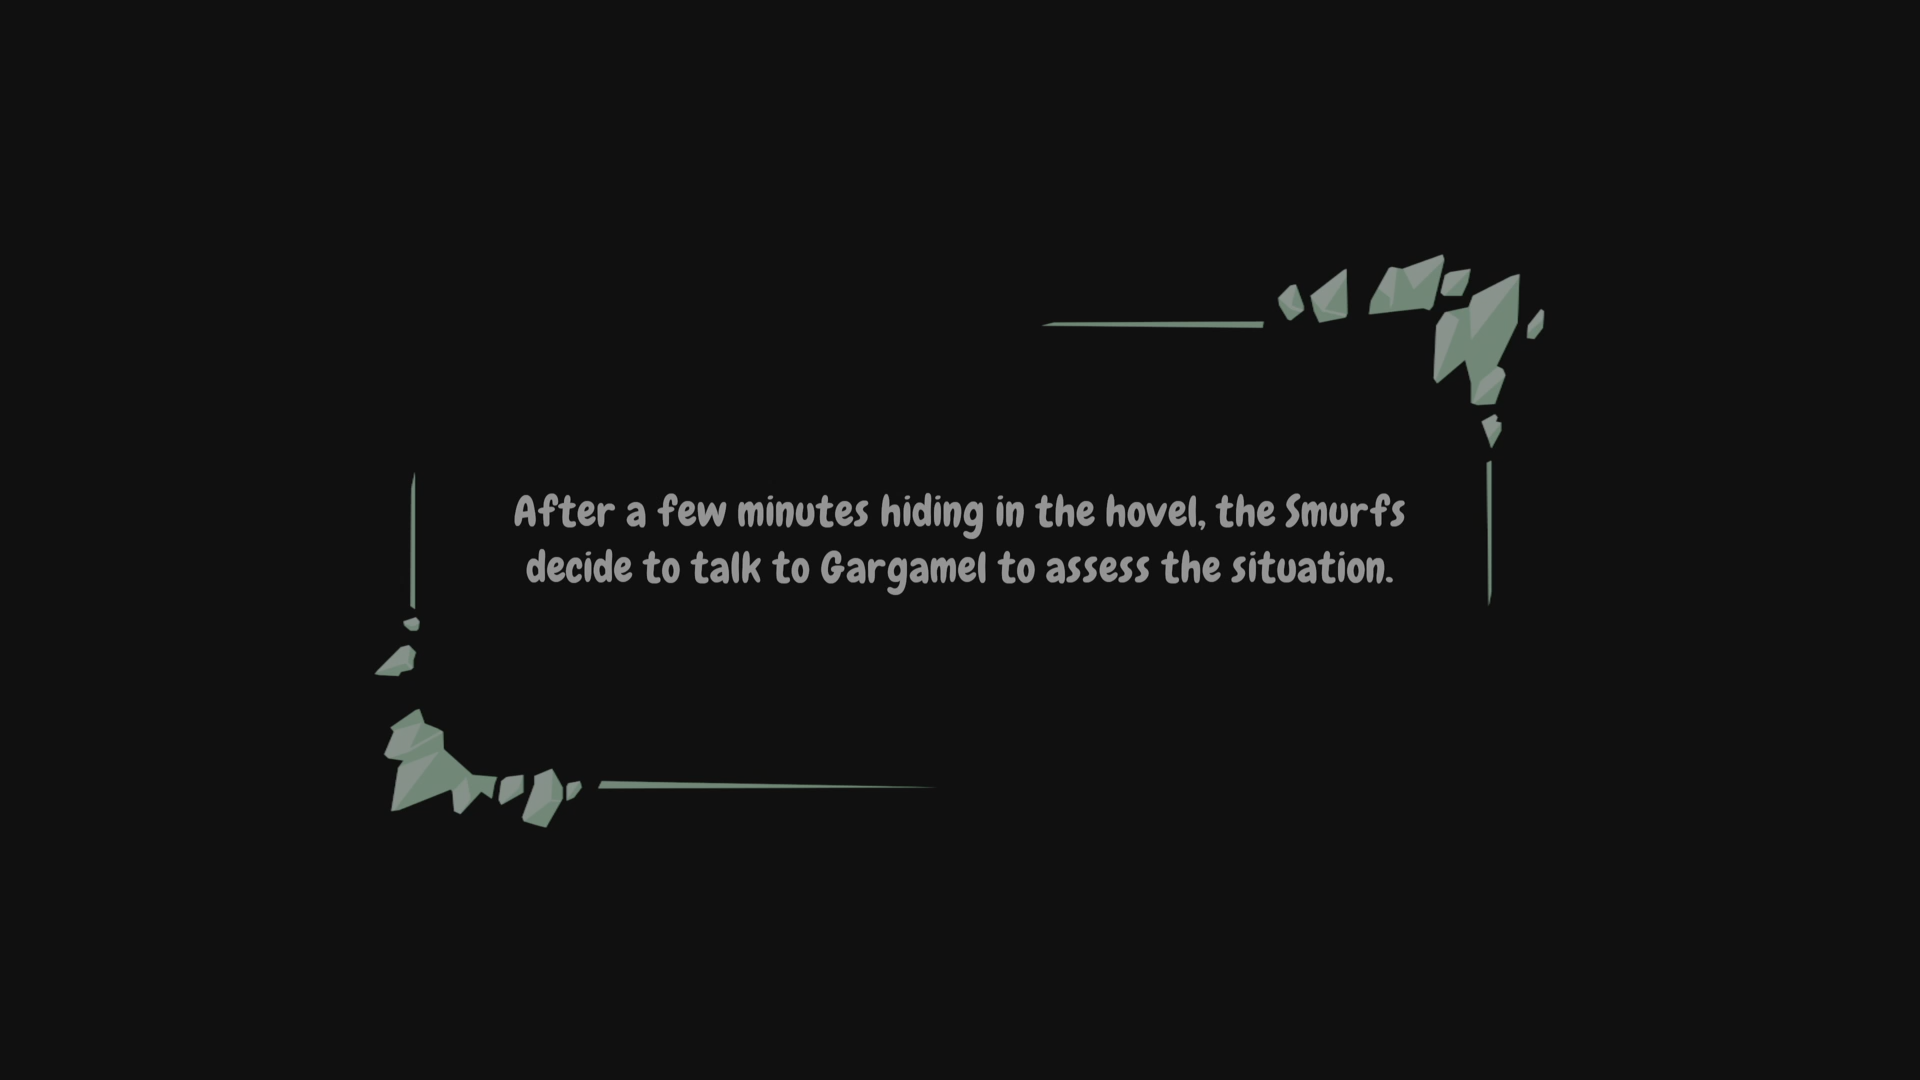 After a few minutes hiding in the hovel, the Smurfs
decide to talk to Gargamel to assess the situation.